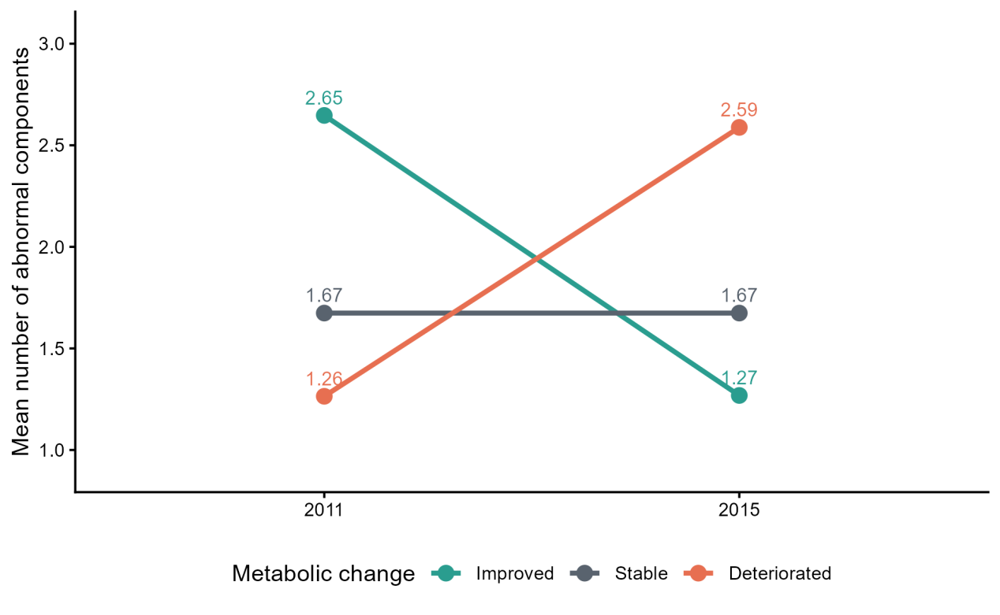 Mean number of abnormal components
3.0
2.5
2.0
1.5
1.0
2.65
2.59
1.67
1.67
1.26
1.27
2011
2015
Metabolic change
Improved
Stable
Deteriorated